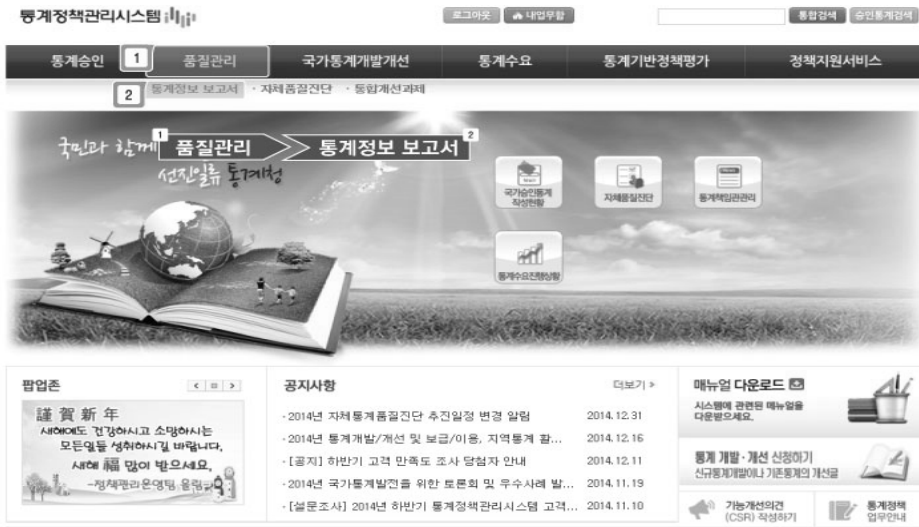 통계정책관리시스템
로그아웃 내업무함 통합검색 승인통계검색
통계승인 1 품질관리 국가통계개발개선 통계수요 통계기반정책평가 정책지원서비스
2 통계정보 보고서 · 자체품질진단 · 통합개선과제
국민과 함께
1 품질관리 통계정보 보고서 2
선진일류 통계청
국가승인통계
작성현황
자체품질진단
통계책임관관리
통계수요진행상황
팝업존
謹賀新年
새해에도 건강하시고 소망하시는
모든일들 성취하시길 바랍니다.
새해 福 많이 받으세요.
-정책관리운영팀 올림-
공지사항 더보기
· 2014년 자체통계품질진단 추진일정 변경 알림 2014.12.31
· 2014년 통계개발/개선 및 보급/이용, 지역통계 활... 2014.12.16
· [공지] 하반기 고객 만족도 조사 당첨자 안내 2014.12.11
· 2014년 국가통계발전을 위한 토론회 및 우수사례 발... 2014.11.19
· [설문조사] 2014년 하반기 통계정책관리시스템 고객... 2014.11.10
매뉴얼 다운로드
시스템에 관련된 매뉴얼을
다운받으세요.
통계 개발 · 개선 신청하기
신규통계개발이나 기존통계의 개선을
기능개선의견
(CSR) 작성하기
통계정책
업무안내